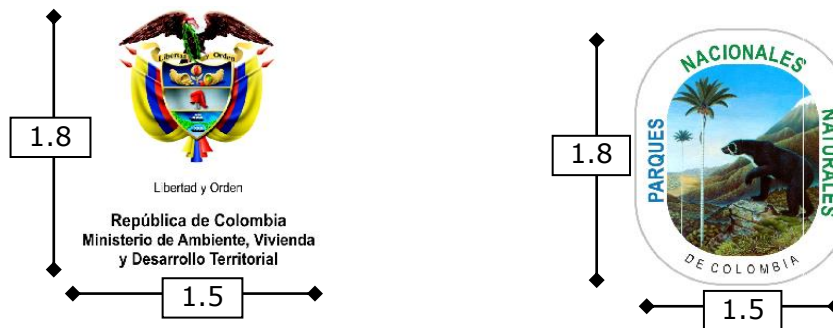 Libertad y Orden
1.8
Libertad y Orden
República de Colombia
Ministerio de Ambiente, Vivienda
y Desarrollo Territorial
1.5
1.8
PARQUES
NACIONALES
NATURALES
DE COLOMBIA
1.5